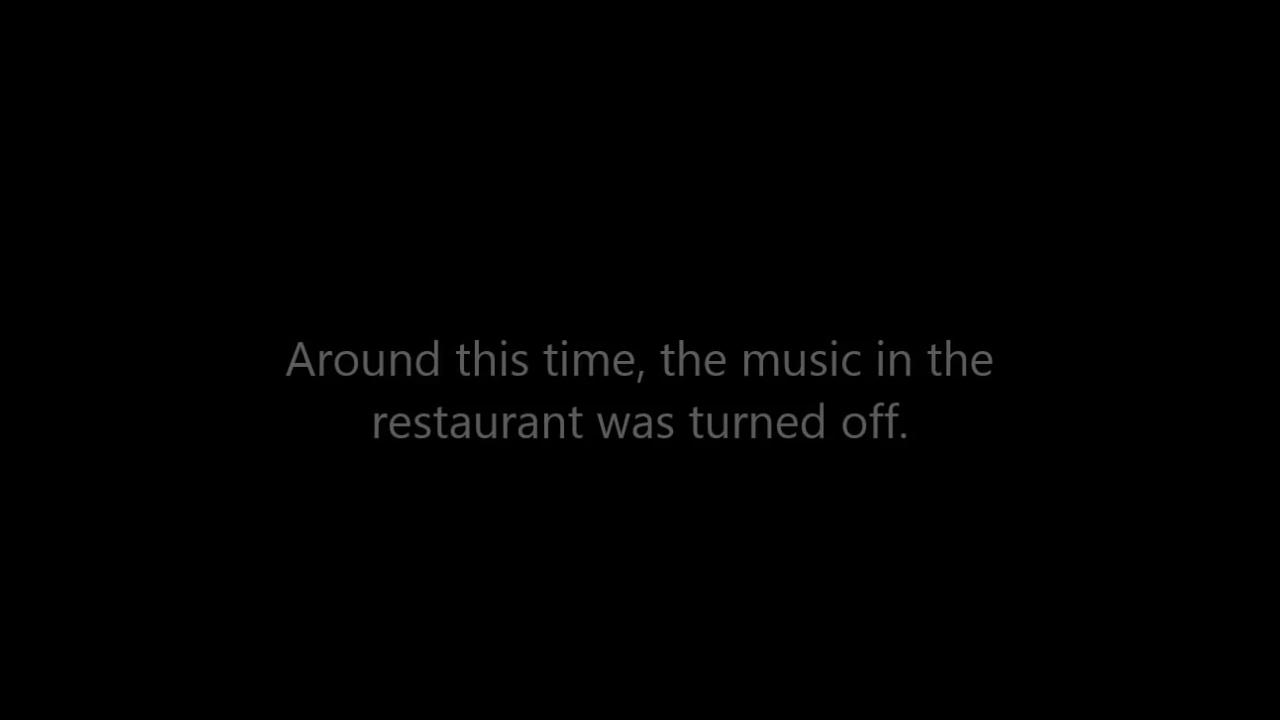 Around this time, the music in the
restaurant was turned off.